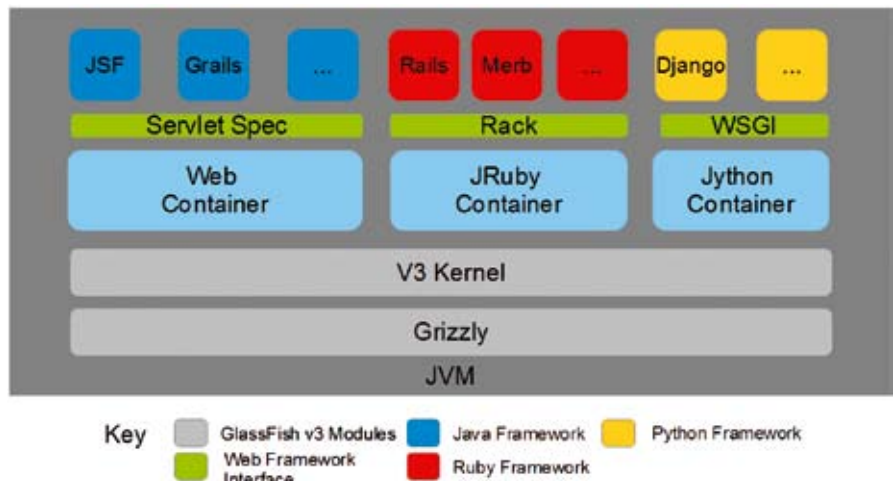 JSF Grails ... Rails Merb ... Django ...
Servlet Spec Rack WSGI
Web Container
JRuby Container
Jython Container
V3 Kernel
Grizzly
JVM
Key
GlassFish v3 Modules
Java Framework
Python Framework
Web Framework Interface
Ruby Framework